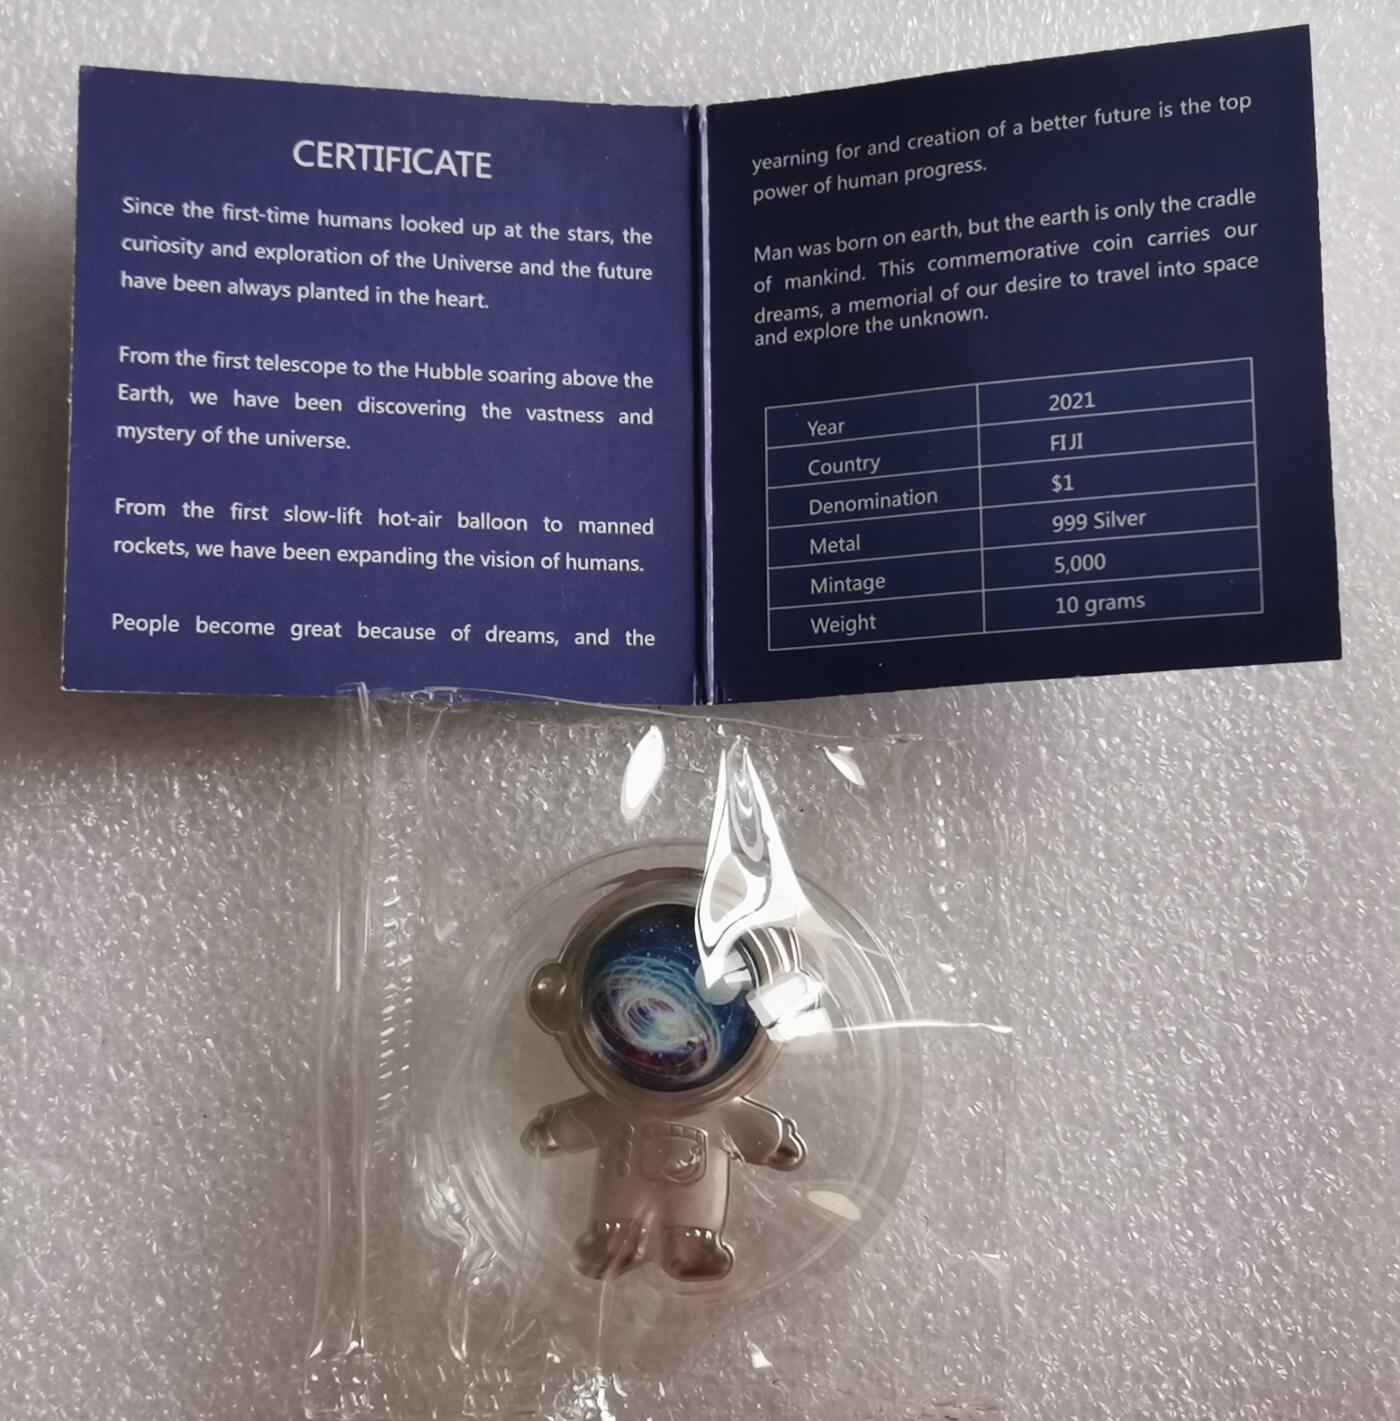 CERTIFICATE
Since the first-time humans looked up at the stars, the
curiosity and exploration of the Universe and the future
have been always planted in the heart.
From the first telescope to the Hubble soaring above the
Earth, we have been discovering the vastness and
mystery of the universe.
From the first slow-lift hot-air balloon to manned
rockets, we have been expanding the vision of humans.
People become great because of dreams, and the
yearning for and creation of a better future is the top
power of human progress.
Man was born on earth, but the earth is only the cradle
of mankind. This commemorative coin carries our
dreams, a memorial of our desire to travel into space
and explore the unknown.
Year 2021
Country FIJI
Denomination $1
Metal 999 Silver
Mintage 5,000
Weight 10 grams